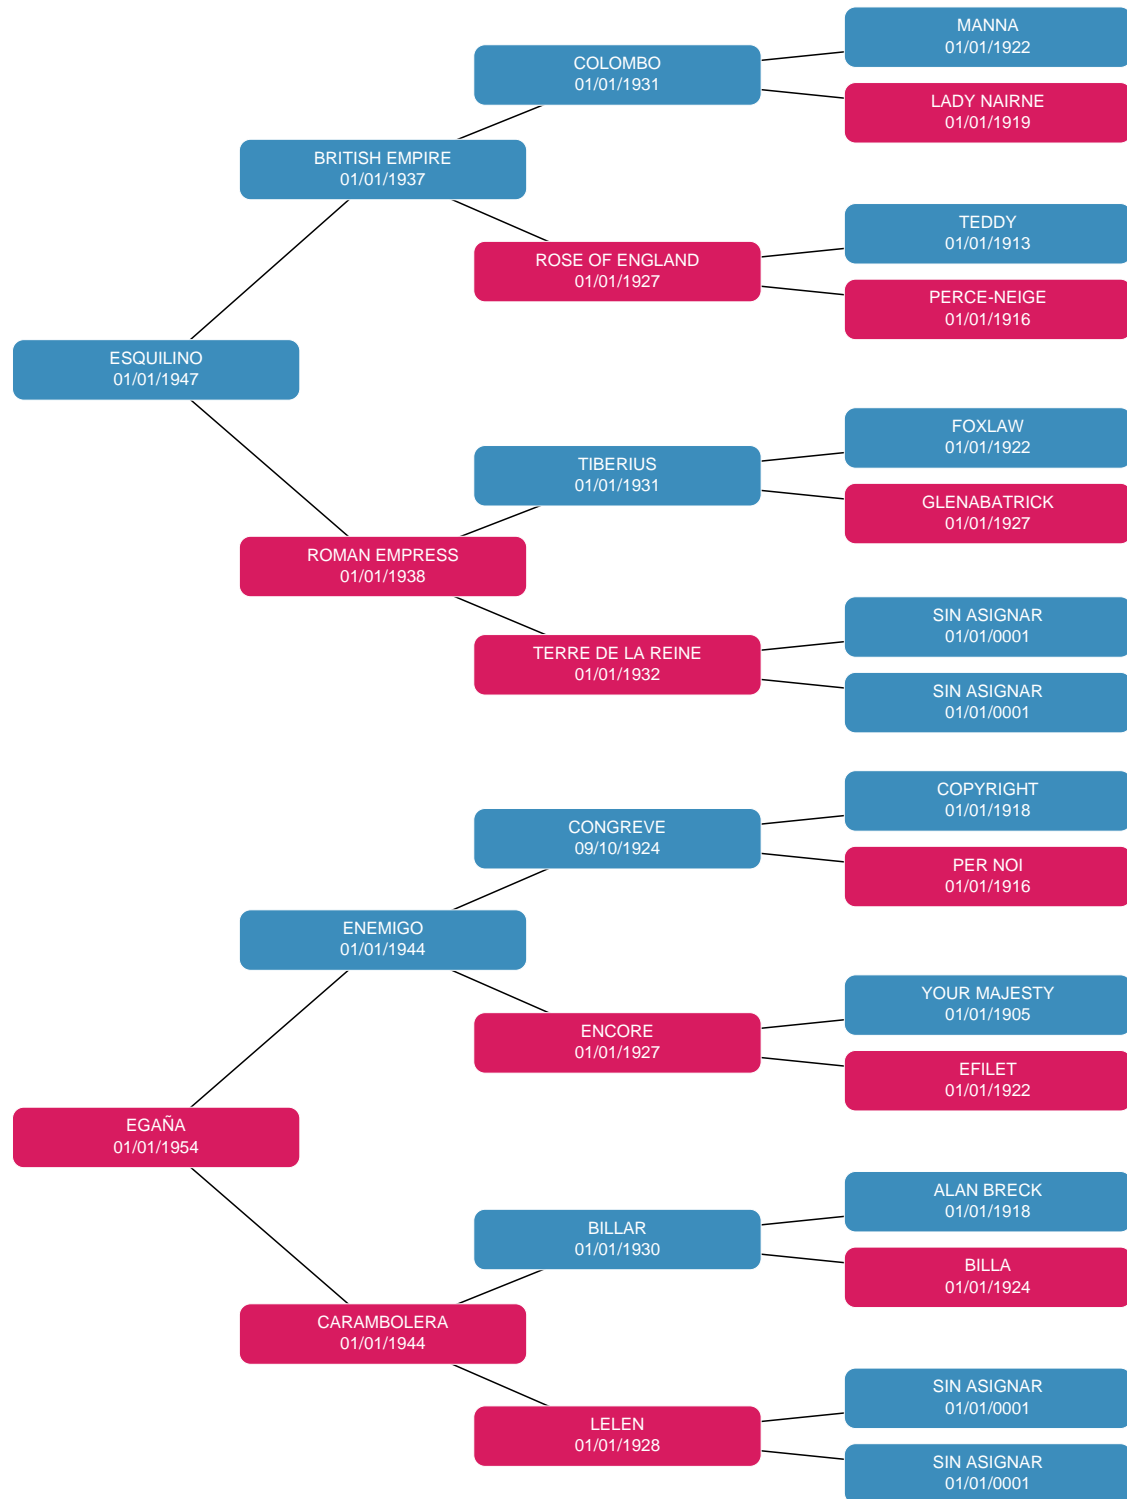 MANNA
01/01/1922
COLOMBO
01/01/1931
LADY NAIRNE
01/01/1919
BRITISH EMPIRE
01/01/1937
TEDDY
01/01/1913
ROSE OF ENGLAND
01/01/1927
PERCE-NEIGE
01/01/1916
ESQUILINO
01/01/1947
FOXLAW
01/01/1922
TIBERIUS
01/01/1931
GLENABATRICK
01/01/1927
ROMAN EMPRESS
01/01/1938
SIN ASIGNAR
01/01/0001
TERRE DE LA REINE
01/01/1932
SIN ASIGNAR
01/01/0001
COPYRIGHT
01/01/1918
CONGREVE
09/10/1924
PER NOI
01/01/1916
ENEMIGO
01/01/1944
YOUR MAJESTY
01/01/1905
ENCORE
01/01/1927
EFILET
01/01/1922
EGAÑA
01/01/1954
ALAN BRECK
01/01/1918
BILLAR
01/01/1930
BILLA
01/01/1924
CARAMBOLERA
01/01/1944
SIN ASIGNAR
01/01/0001
LELEN
01/01/1928
SIN ASIGNAR
01/01/0001